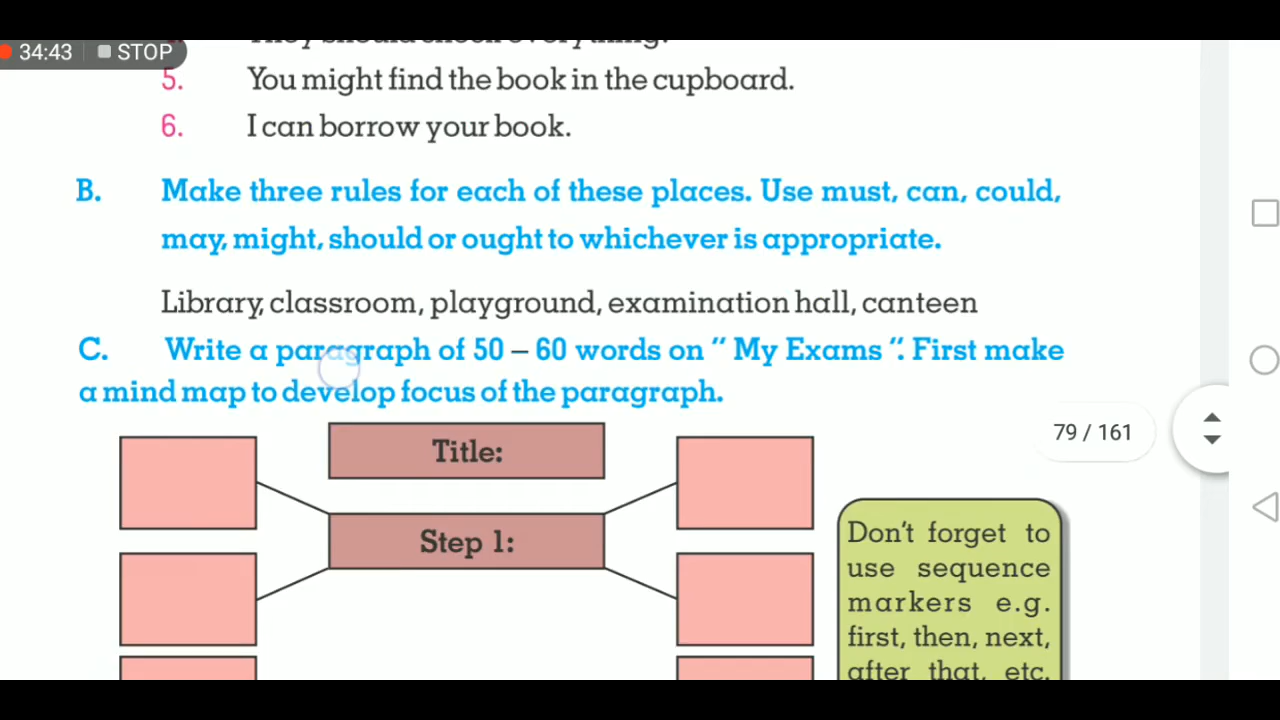 34:43 STOP
They should check everything.
5. You might find the book in the cupboard.
6. I can borrow your book.
B. Make three rules for each of these places. Use must, can, could,
may, might, should or ought to whichever is appropriate.
Library, classroom, playground, examination hall, canteen
C. Write a paragraph of 50 – 60 words on “ My Exams “. First make
a mind map to develop focus of the paragraph.
79 / 161
Title:
Step 1:
Don't forget to
use sequence
markers e.g.
first, then, next,
after that, etc.